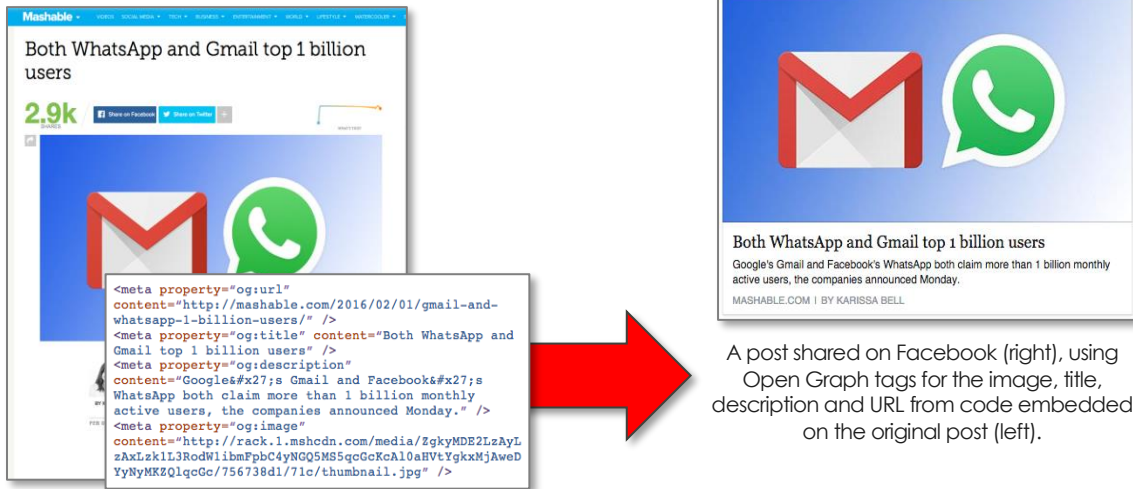 Mashable
VIDEOS SOCIAL MEDIA TECH BUSINESS ENTERTAINMENT WORLD LIFESTYLE WATERCOOLER
Both WhatsApp and Gmail top 1 billion
users
2.9k
SHARES
Share on Facebook Share on Twitter +
<meta property="og:url"
content="http://mashable.com/2016/02/01/gmail-and-
whatsapp-1-billion-users/" />
<meta property="og:title" content="Both WhatsApp and
Gmail top 1 billion users" />
<meta property="og:description"
content="Google&#x27;s Gmail and Facebook&#x27;s
WhatsApp both claim more than 1 billion monthly
active users, the companies announced Monday." />
<meta property="og:image"
content="http://rack.1.mshcdn.com/media/ZgkyMDE2LzAyL
zAxLzk1L3RodW1ibmFpbC4yNGQ5MS5qcGcKcAl0aHVtYgkxMjAweD
YyNyMKZQlqcGc/756738d1/71c/thumbnail.jpg" />
Both WhatsApp and Gmail top 1 billion users
Google's Gmail and Facebook's WhatsApp both claim more than 1 billion monthly
active users, the companies announced Monday.
MASHABLE.COM | BY KARISSA BELL
A post shared on Facebook (right), using
Open Graph tags for the image, title,
description and URL from code embedded
on the original post (left).